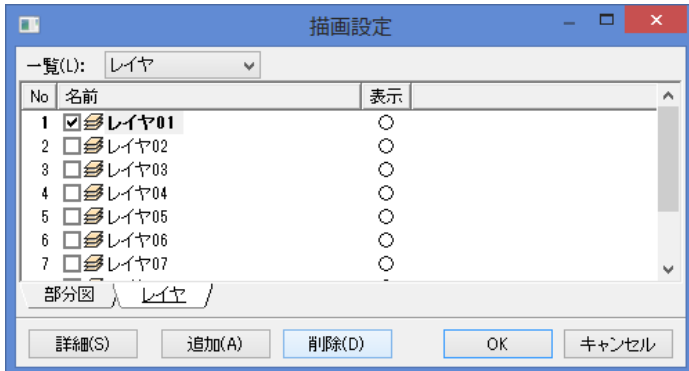 描画設定
一覧(L): レイヤ
No 名前 表示
1 レイヤ01 ○
2 レイヤ02 ○
3 レイヤ03 ○
4 レイヤ04 ○
5 レイヤ05 ○
6 レイヤ06 ○
7 レイヤ07 ○
部分図 レイヤ
詳細(S) 追加(A) 削除(D) OK キャンセル